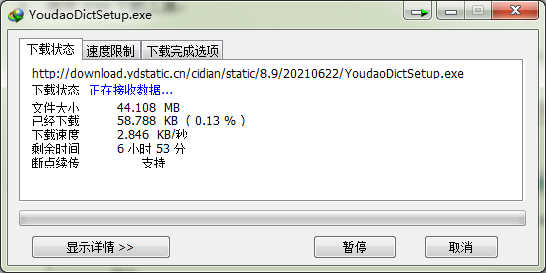 YoudaoDictSetup.exe
下载状态 速度限制 下载完成选项
http://download.ydstatic.cn/cidian/static/8.9/20210622/YoudaoDictSetup.exe
下载状态 正在接收数据...
文件大小 44.108 MB
已经下载 58.788 KB ( 0.13 % )
下载速度 2.846 KB/秒
剩余时间 6 小时 53 分
断点续传 支持
显示详情 >> 暂停 取消